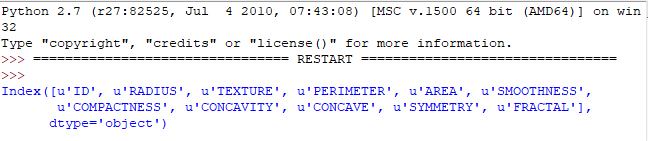 Python 2.7 (r27:82525, Jul  4 2010, 07:43:08) [MSC v.1500 64 bit (AMD64)] on win
32
Type "copyright", "credits" or "license()" for more information.
>>> ================================ RESTART ================================
>>>
Index([u'ID', u'RADIUS', u'TEXTURE', u'PERIMETER', u'AREA', u'SMOOTHNESS',
       u'COMPACTNESS', u'CONCAVITY', u'CONCAVE', u'SYMMETRY', u'FRACTAL'],
      dtype='object')